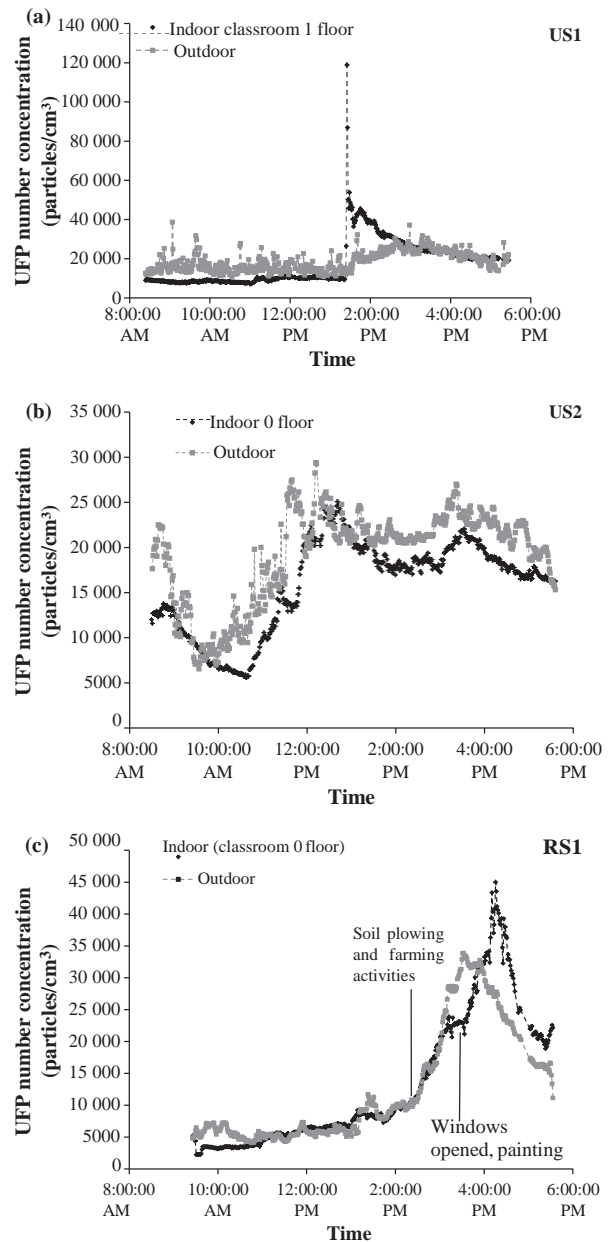 (a)
US1
Indoor classroom 1 floor
Outdoor
UFP number concentration
(particles/cm³)
140 000
120 000
100 000
80 000
60 000
40 000
20 000
0
8:00:00 AM
10:00:00 AM
12:00:00 PM
2:00:00 PM
4:00:00 PM
6:00:00 PM
Time
(b)
US2
Indoor 0 floor
Outdoor
UFP number concentration
(particles/cm³)
35 000
30 000
25 000
20 000
15 000
10 000
5000
0
8:00:00 AM
10:00:00 AM
12:00:00 PM
2:00:00 PM
4:00:00 PM
6:00:00 PM
Time
(c)
RS1
Indoor (classroom 0 floor)
Outdoor
UFP number concentration
(particles/cm³)
50 000
45 000
40 000
35 000
30 000
25 000
20 000
15 000
10 000
5000
0
Soil plowing
and farming
activities
Windows
opened, painting
8:00:00 AM
10:00:00 AM
12:00:00 PM
2:00:00 PM
4:00:00 PM
6:00:00 PM
Time